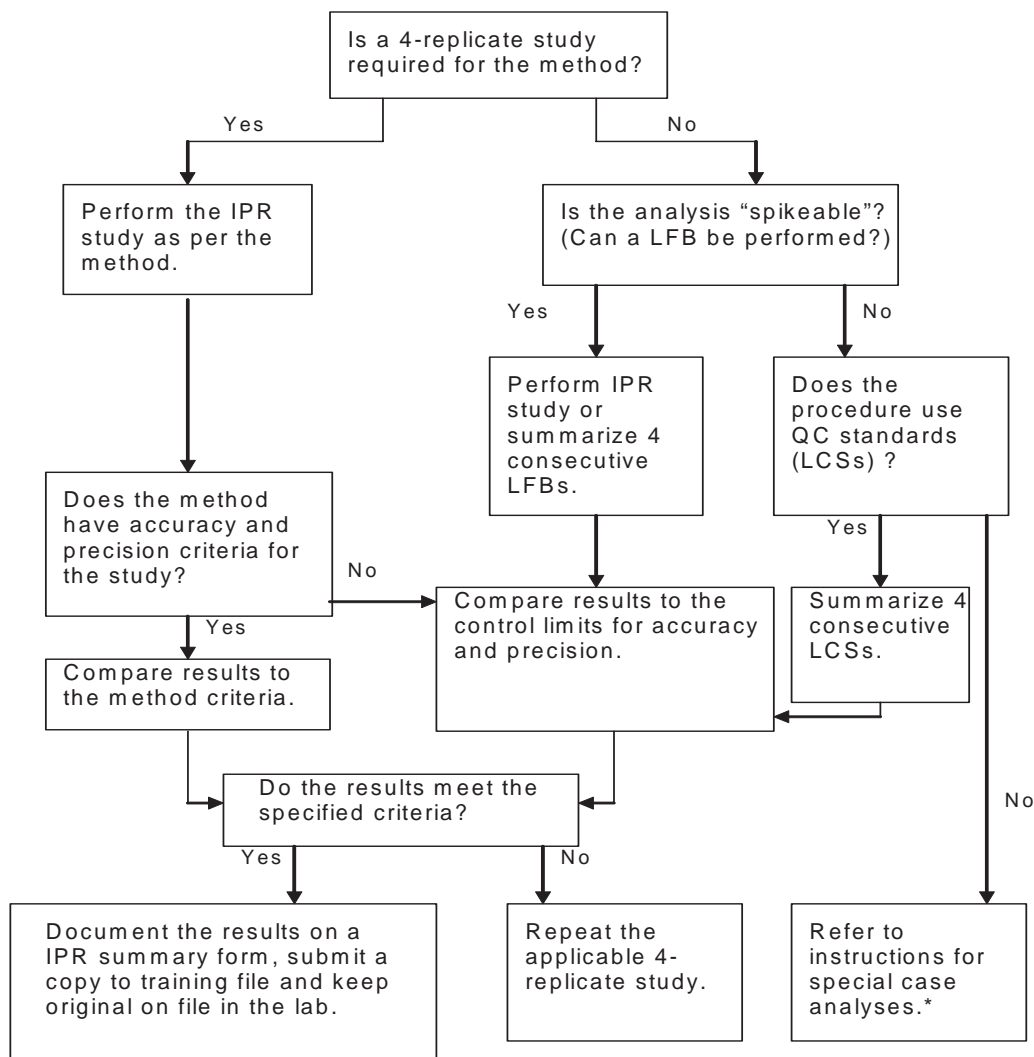 Is a 4-replicate study
required for the method?
Yes
No
Perform the IPR
study as per the
method.
Is the analysis “spikeable”?
(Can a LFB be performed?)
Yes
No
Perform IPR
study or
summarize 4
consecutive
LFBs.
Does the
procedure use
QC standards
(LCSs) ?
Does the method
have accuracy and
precision criteria for
the study?
No
Yes
Yes
Compare results to the
control limits for accuracy
and precision.
Summarize 4
consecutive
LCSs.
Compare results to
the method criteria.
Do the results meet the
specified criteria?
No
Yes
No
Document the results on a
IPR summary form, submit a
copy to training file and keep
original on file in the lab.
Repeat the
applicable 4-
replicate study.
Refer to
instructions for
special case
analyses.*